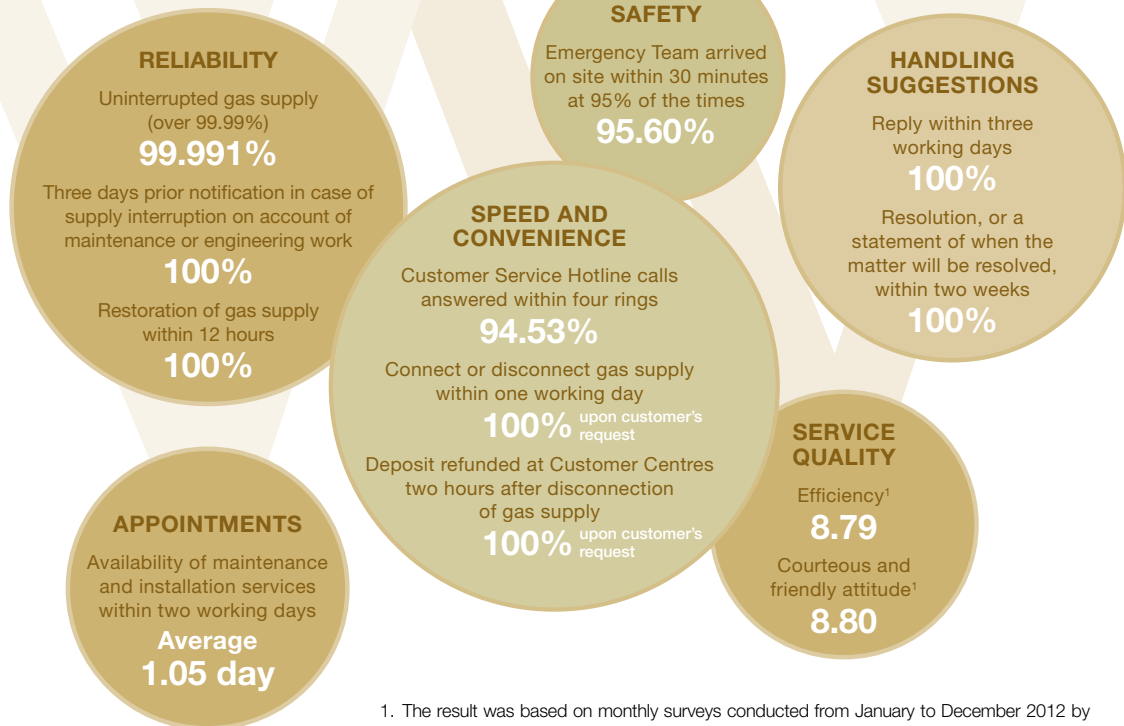 RELIABILITY
Uninterrupted gas supply
(over 99.99%)
99.991%
Three days prior notification in case of
supply interruption on account of
maintenance or engineering work
100%
Restoration of gas supply
within 12 hours
100%
SAFETY
Emergency Team arrived
on site within 30 minutes
at 95% of the times
95.60%
HANDLING
SUGGESTIONS
Reply within three
working days
100%
Resolution, or a
statement of when the
matter will be resolved,
within two weeks
100%
SPEED AND
CONVENIENCE
Customer Service Hotline calls
answered within four rings
94.53%
Connect or disconnect gas supply
within one working day
100% upon customer's
request
Deposit refunded at Customer Centres
two hours after disconnection
of gas supply
100% upon customer's
request
APPOINTMENTS
Availability of maintenance
and installation services
within two working days
Average
1.05 day
SERVICE
QUALITY
Efficiency¹
8.79
Courteous and
friendly attitude¹
8.80
1. The result was based on monthly surveys conducted from January to December 2012 by